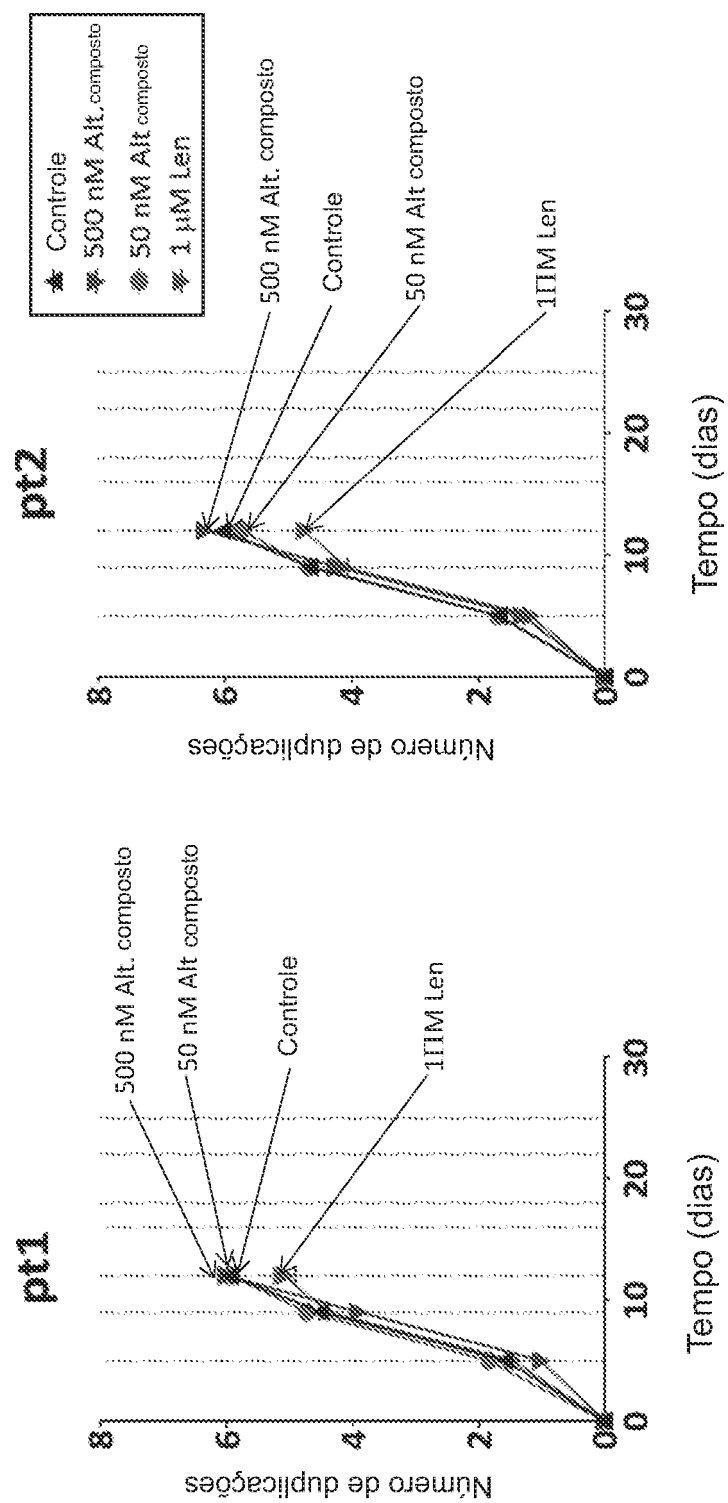 pt1
Número de duplicações
8
6
4
2
0
0
10
20
30
Tempo (dias)
500 nM Alt. composto
50 nM Alt composto
Controle
1ΠM Len
pt2
Número de duplicações
8
6
4
2
0
0
10
20
30
Tempo (dias)
500 nM Alt. composto
Controle
50 nM Alt composto
1ΠM Len
Controle
500 nM Alt. composto
50 nM Alt composto
1 µM Len